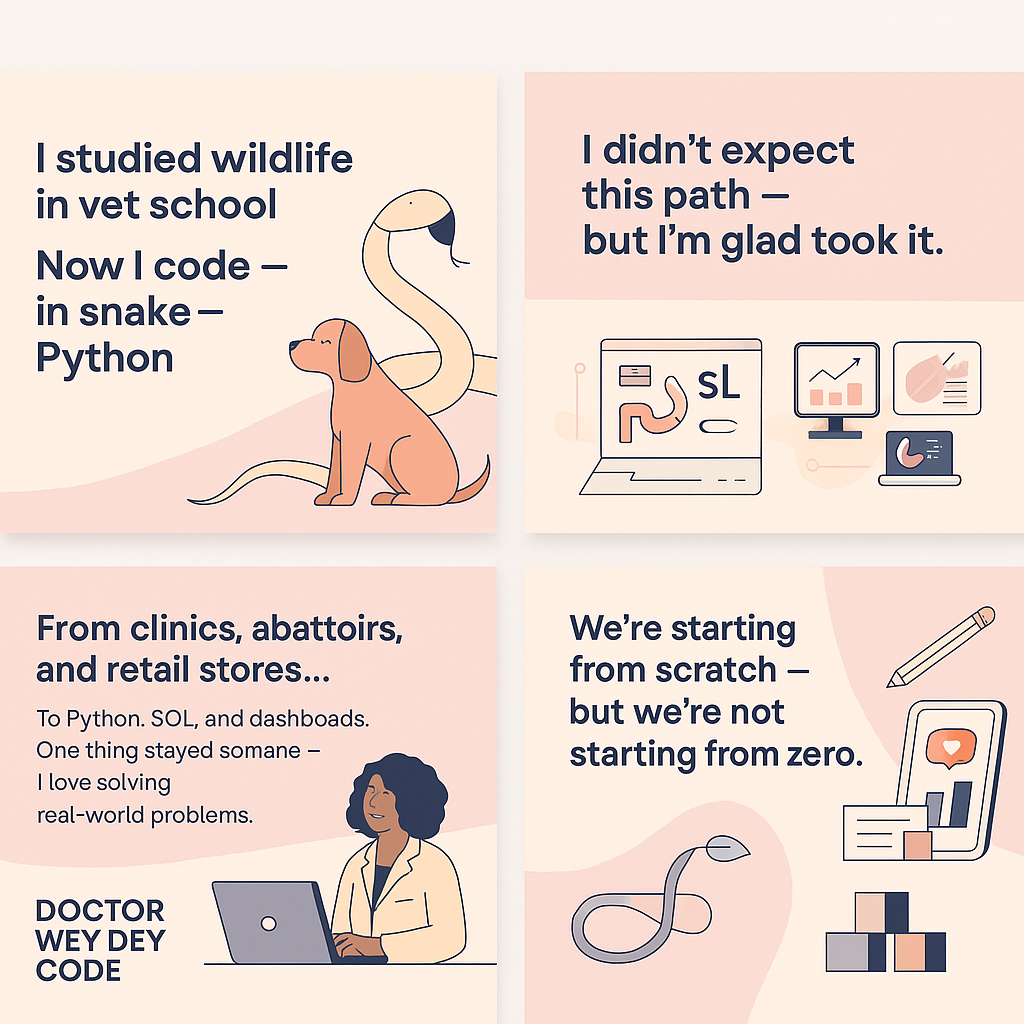 I studied wildlife
in vet school
Now I code –
in snake –
Python
I didn't expect
this path –
but I'm glad took it.
sL
From clinics, abattoirs,
and retail stores...
To Python. SOL, and dashboads.
One thing stayed somane –
I love solving
real-world problems.
DOCTOR
WEY DEY
CODE
We're starting
from scratch –
but we're not
starting from zero.